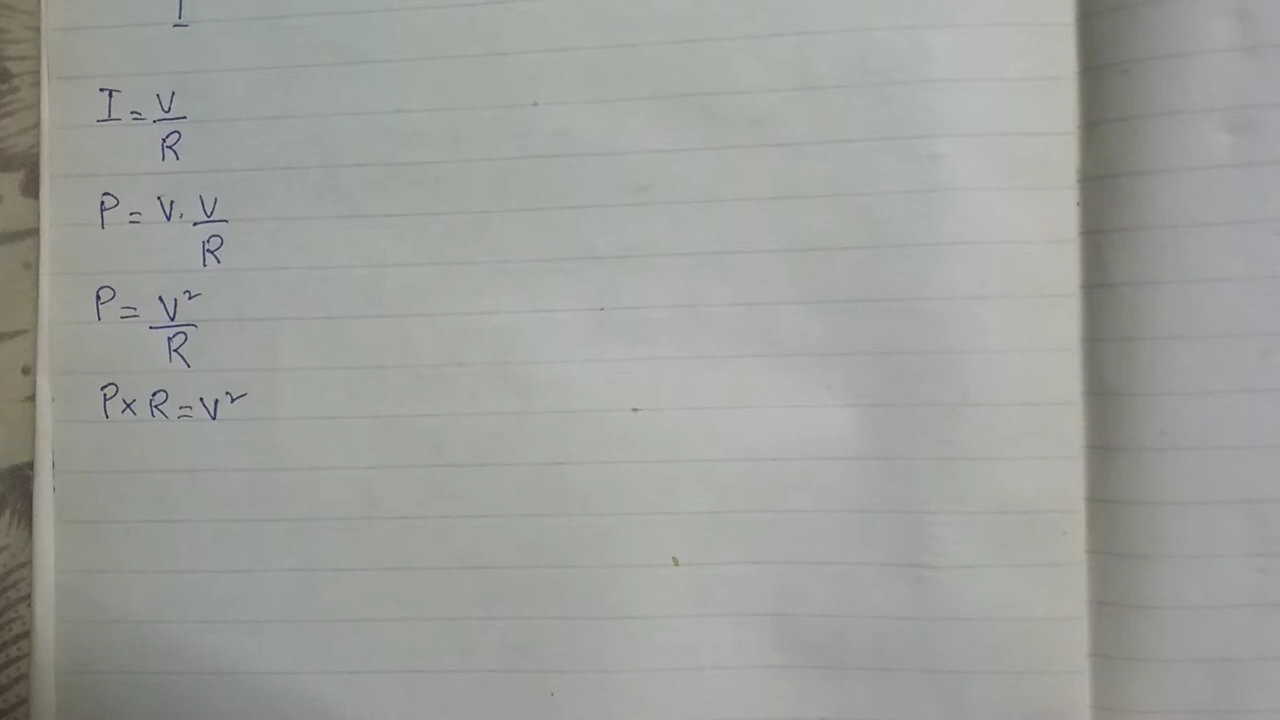 I = V/R
P = V. V/R
P = V²/R
P x R = V²